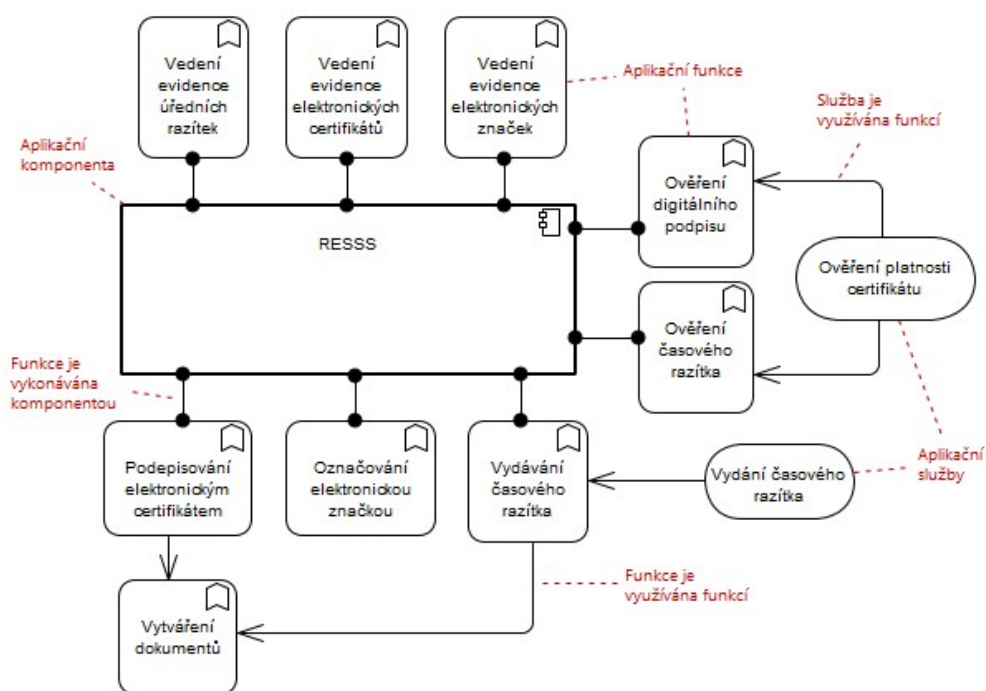 Vedení
evidence
úředních
razítek
Vedení
evidence
elektronických
certifikátů
Vedení
evidence
elektronických
značek
Aplikační funkce
Služba je
využívána funkcí
Aplikační
komponenta
Ověření
digitálního
podpisu
RESSS
Ověření platnosti
certifikátu
Ověření
časového
razítka
Funkce je
vykonávána
komponentou
Podepisování
elektronickým
certifikátem
Označování
elektronickou
značkou
Vydávání
časového
razítka
Vydání časového
razítka
Aplikační
služby
Funkce je
využívána funkcí
Vytváření
dokumentů